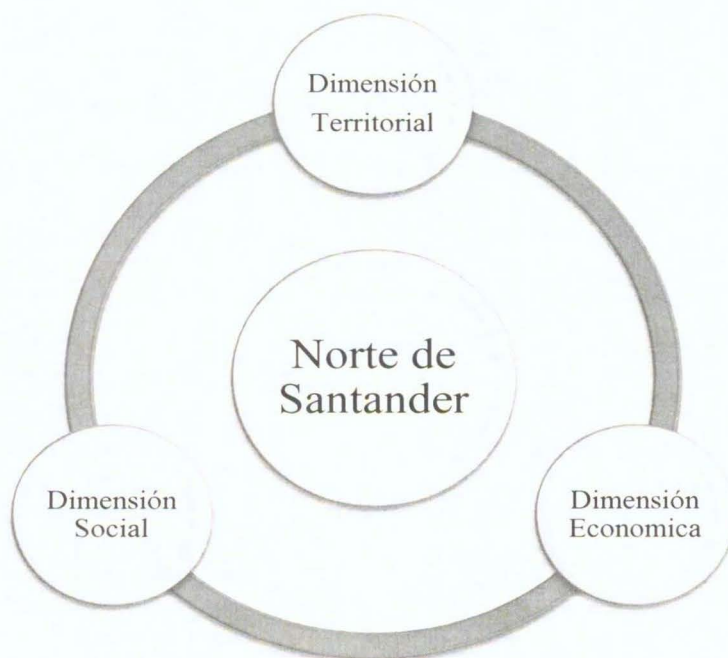 Dimensión
Territorial
Norte de
Santander
Dimensión
Social
Dimensión
Economica